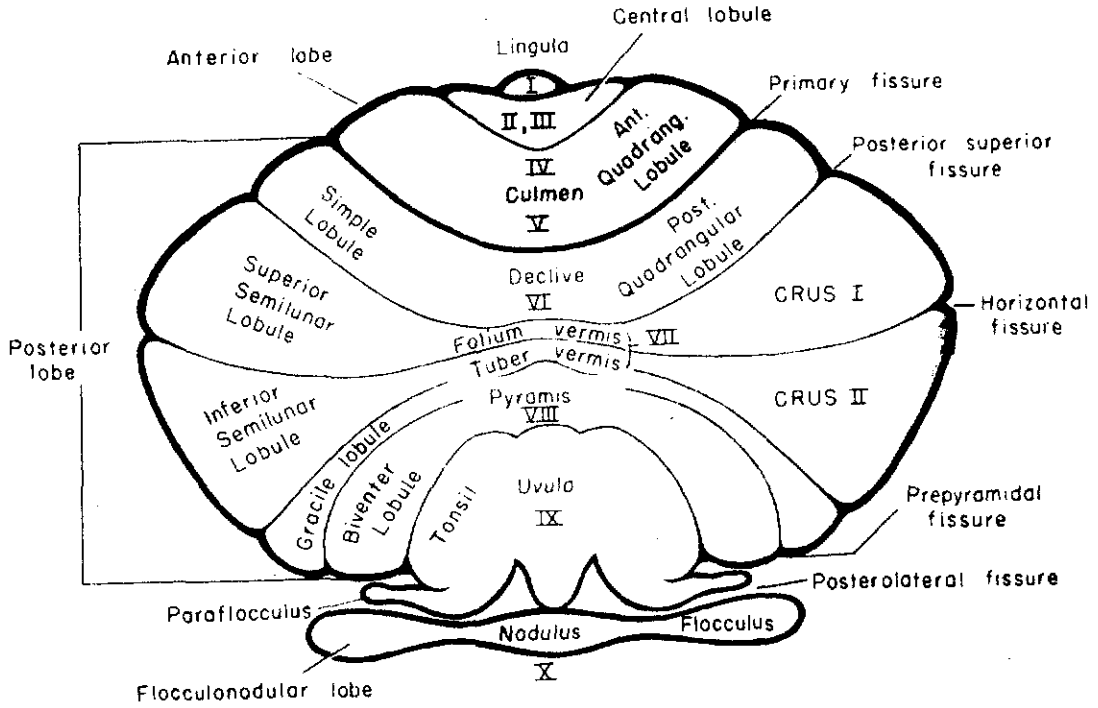 Central lobule
Lingula
Anterior lobe
Primary fissure
I
II, III
Ant.
Quadrang.
Lobule
Posterior superior
fissure
IV
Culmen
V
Simple
Lobule
Post.
Quadrangular
Lobule
Superior
Semilunar
Lobule
Declive
VI
CRUS I
Horizontal
fissure
Folium vermis
VII
Tuber vermis
Posterior
lobe
Inferior
Semilunar
Lobule
Pyramis
VIII
CRUS II
Gracile lobule
Biventer
Lobule
Tonsil
Uvula
IX
Prepyramidal
fissure
Posterolateral fissure
Paraflocculus
Nodulus
Flocculus
X
Flocculonodular lobe